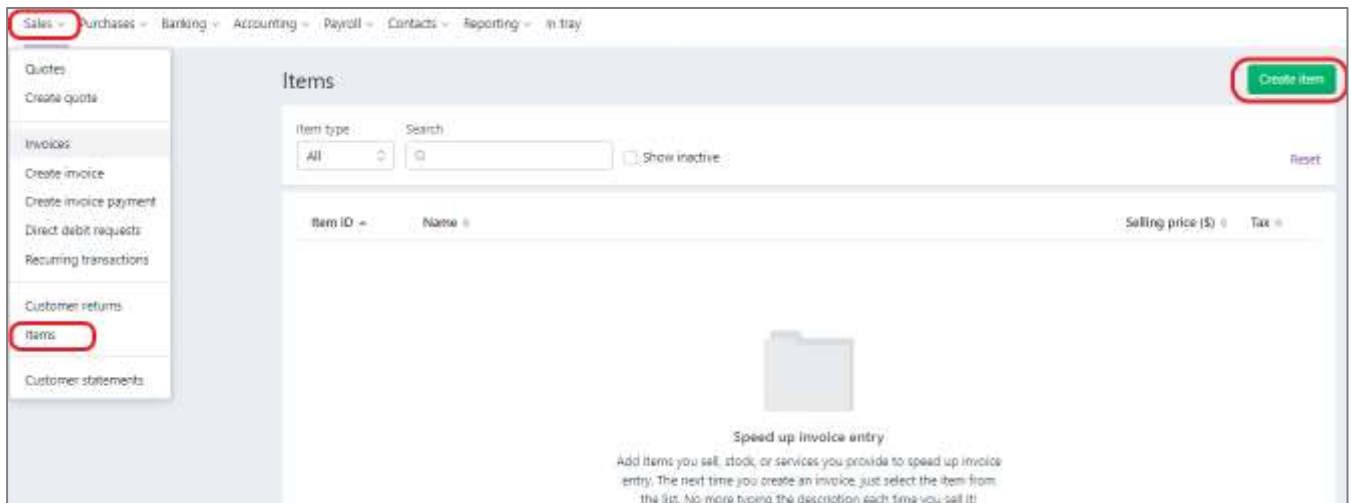 Sales Purchases Banking Accounting Payroll Contacts Reporting In tray
Quotes
Create quote
Invoices
Create invoice
Create invoice payment
Direct debit requests
Recurring transactions
Customer returns
Items
Customer statements
Items
Create item
Item type Search
All Show inactive Reset
Item ID Name Selling price ($) Tax
Speed up invoice entry
Add items you sell, stock, or services you provide to speed up invoice
entry. The next time you create an invoice, just select the item from
the list. No more typing the description each time you sell it!